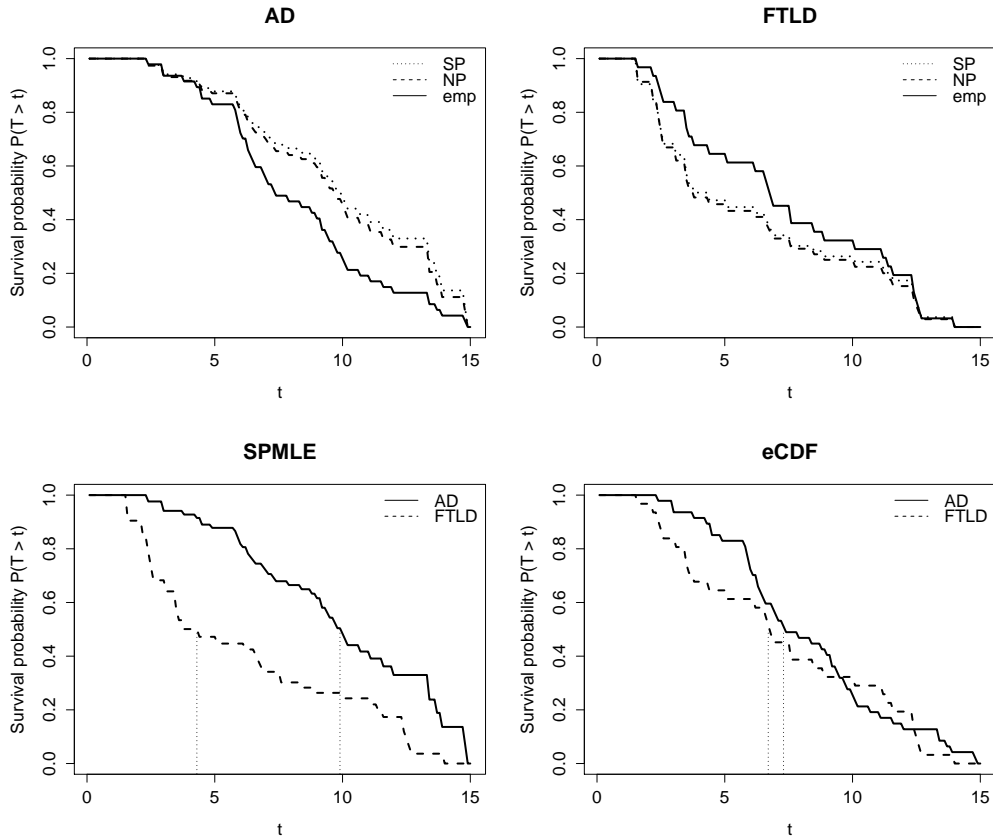 AD
SP
NP
emp
Survival probability P(T > t)
0.0 0.2 0.4 0.6 0.8 1.0
0 5 10 15
t
FTLD
SP
NP
emp
Survival probability P(T > t)
0.0 0.2 0.4 0.6 0.8 1.0
0 5 10 15
t
SPMLE
AD
FTLD
Survival probability P(T > t)
0.0 0.2 0.4 0.6 0.8 1.0
0 5 10 15
t
eCDF
AD
FTLD
Survival probability P(T > t)
0.0 0.2 0.4 0.6 0.8 1.0
0 5 10 15
t